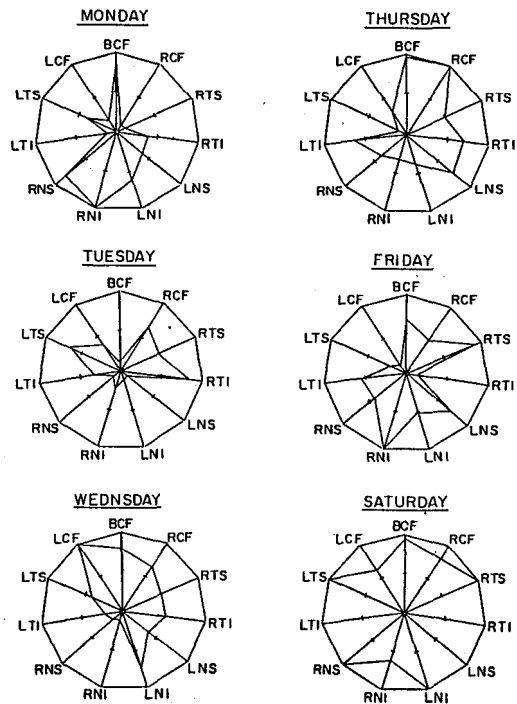 MONDAY
BCF
LCF RCF
LTS RTS
LTI RTI
RNS LNS
RNI LNI
THURSDAY
BCF
LCF RCF
LTS RTS
LTI RTI
RNS LNS
RNI LNI
TUESDAY
BCF
LCF RCF
LTS RTS
LTI RTI
RNS LNS
RNI LNI
FRIDAY
BCF
LCF RCF
LTS RTS
LTI RTI
RNS LNS
RNI LNI
WEDNSDAY
BCF
LCF RCF
LTS RTS
LTI RTI
RNS LNS
RNI LNI
SATURDAY
BCF
LCF RCF
LTS RTS
LTI RTI
RNS LNS
RNI LNI